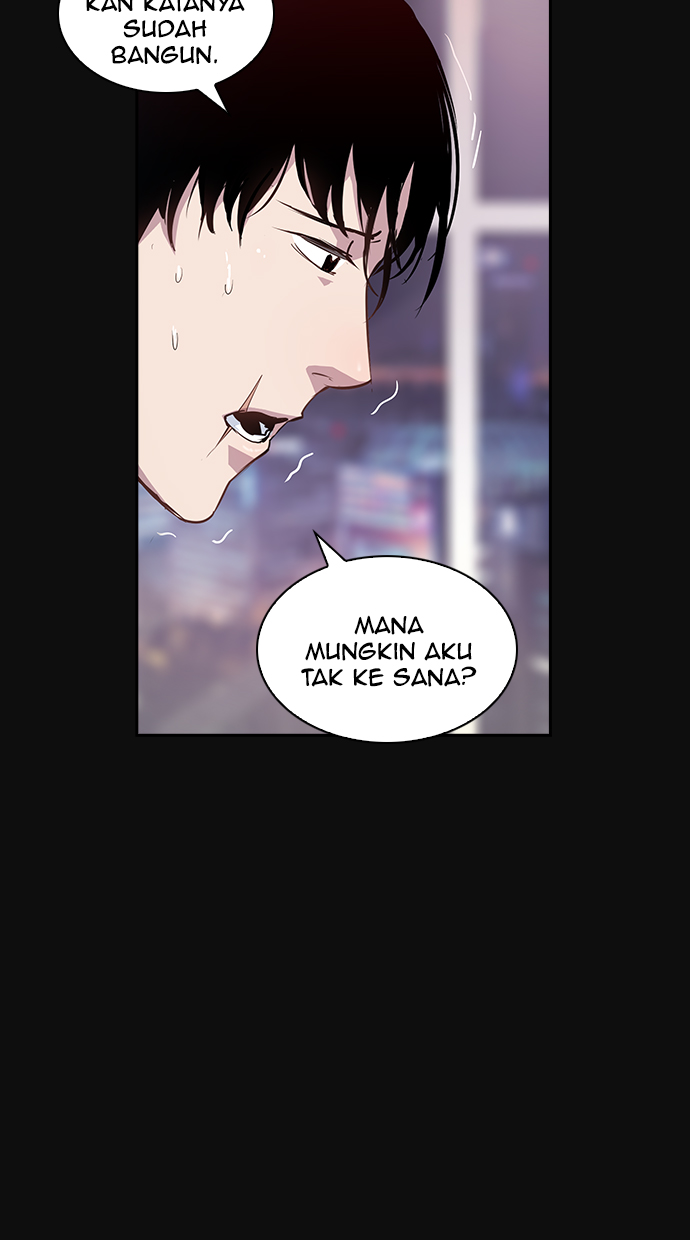 KAN KATANYA
SUDAH
BANGUN.
MANA
MUNGKIN AKU
TAK KE SANA?